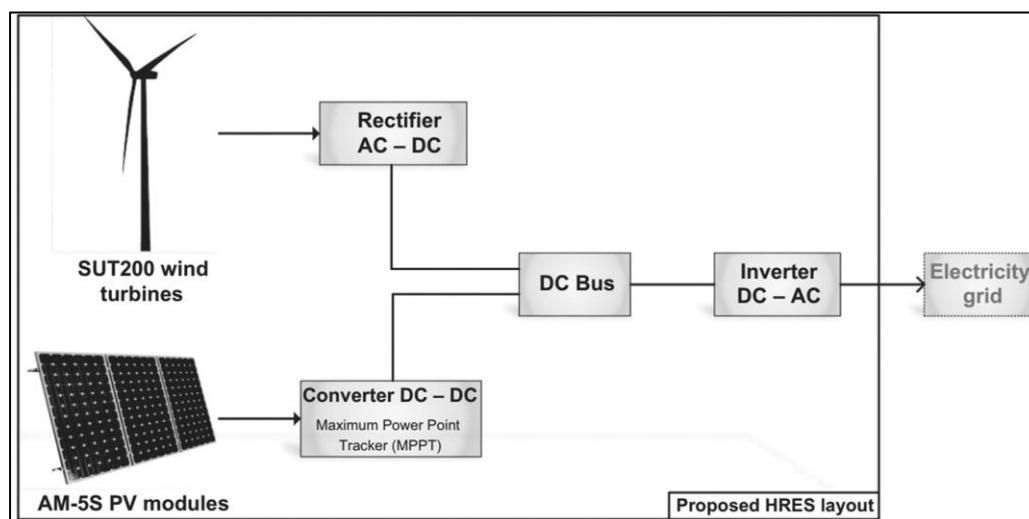 Rectifier
AC – DC
SUT200 wind
turbines
DC Bus
Inverter
DC – AC
Electricity
grid
Converter DC – DC
Maximum Power Point
Tracker (MPPT)
AM-5S PV modules
Proposed HRES layout